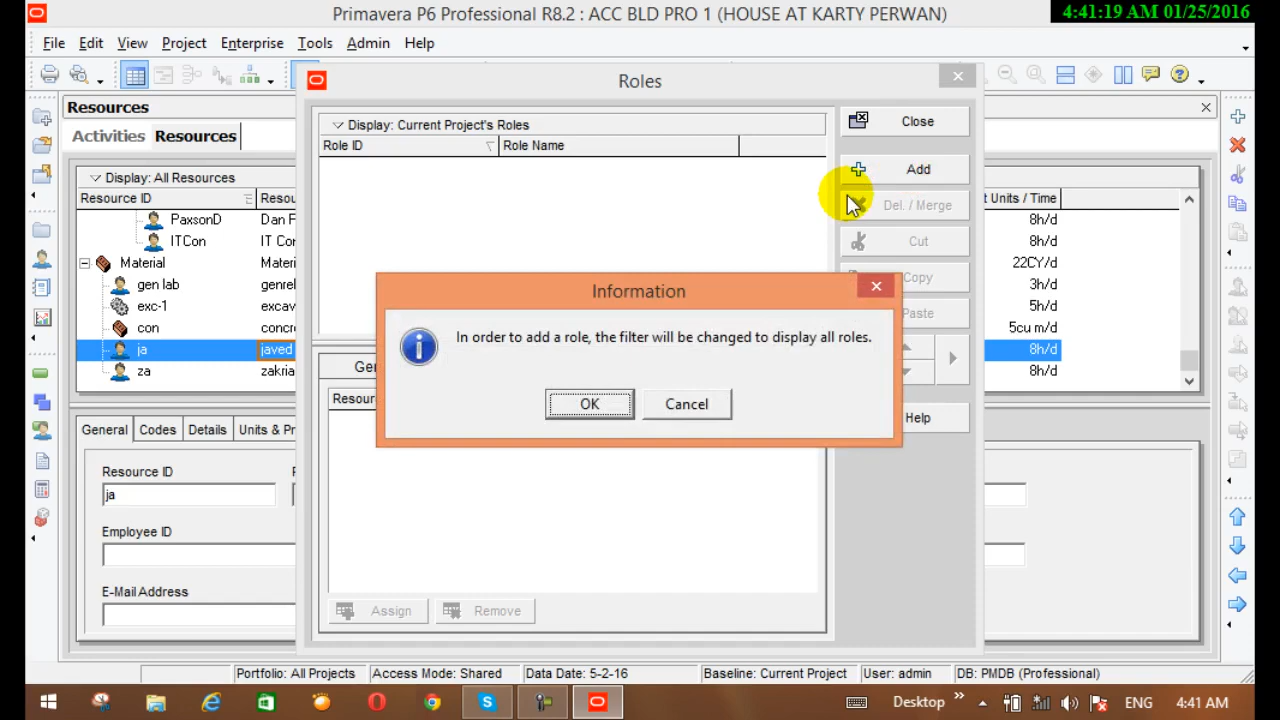 Primavera P6 Professional R8.2 : ACC BLD PRO 1 (HOUSE AT KARTY PERWAN)
4:41:19 AM 01/25/2016
File Edit View Project Enterprise Tools Admin Help
Roles
Resources
Activities Resources
Display: All Resources
Resource ID Resou
t Units / Time
PaxsonD Dan F 8h/d
ITCon IT Con 8h/d
Material Materi 22CY/d
gen lab genrel 3h/d
exc-1 excav 5h/d
con concre 5cu m/d
ja javed 8h/d
za zakria 8h/d
Display: Current Project's Roles
Role ID Role Name
Close
Add
Del. / Merge
Cut
Copy
Paste
Help
Information
In order to add a role, the filter will be changed to display all roles.
OK Cancel
Ger
Resour
Assign Remove
General Codes Details Units & Pr
Resource ID
ja
Employee ID
E-Mail Address
Portfolio: All Projects Access Mode: Shared Data Date: 5-2-16 Baseline: Current Project User: admin DB: PMDB (Professional)
Desktop ENG 4:41 AM